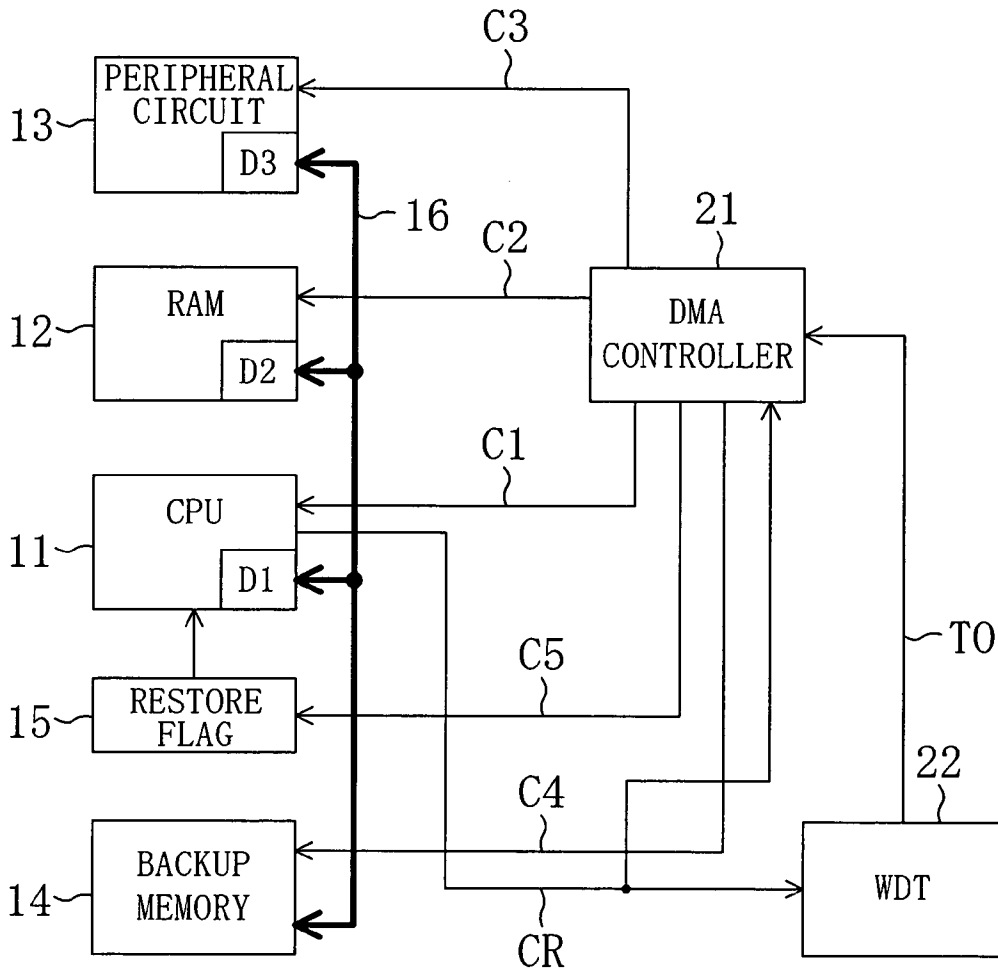 C3
PERIPHERAL
CIRCUIT
13
D3
16
21
C2
RAM
12
D2
DMA
CONTROLLER
C1
CPU
11
D1
TO
C5
RESTORE
FLAG
15
22
C4
BACKUP
MEMORY
14
WDT
CR